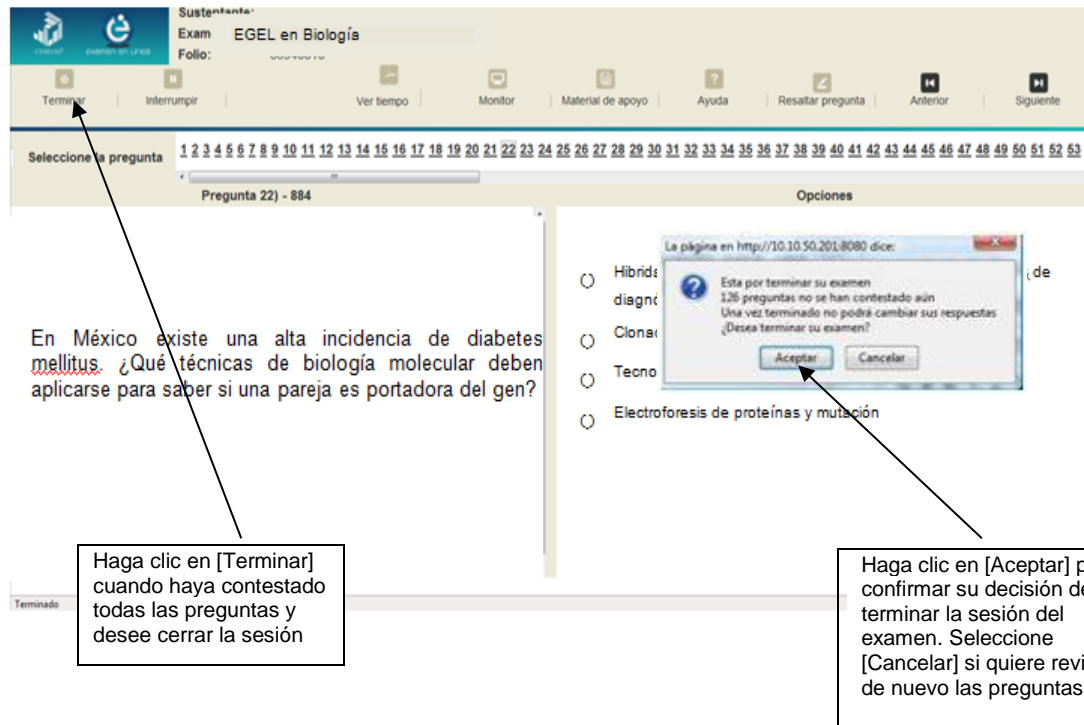 Sustentante:
Exam EGEL en Biología
Folio:
Terminar
Interrumpir
Ver tiempo
Monitor
Material de apoyo
Ayuda
Resaltar pregunta
Anterior
Siguiente
Seleccione la pregunta
1 2 3 4 5 6 7 8 9 10 11 12 13 14 15 16 17 18 19 20 21 22 23 24 25 26 27 28 29 30 31 32 33 34 35 36 37 38 39 40 41 42 43 44 45 46 47 48 49 50 51 52 53
Pregunta 22) - 884
Opciones
En México existe una alta incidencia de diabetes
mellitus. ¿Qué técnicas de biología molecular deben
aplicarse para saber si una pareja es portadora del gen?
Hibrida de
diagnó
Clonac
Tecno
Electroforesis de proteínas y mutación
La página en http://10.10.50.201:8080 dice:
Esta por terminar su examen
126 preguntas no se han contestado aún
Una vez terminado no podrá cambiar sus respuestas
¿Desea terminar su examen?
Aceptar
Cancelar
Haga clic en [Terminar]
cuando haya contestado
todas las preguntas y
desee cerrar la sesión
Haga clic en [Aceptar] p
confirmar su decisión de
terminar la sesión del
examen. Seleccione
[Cancelar] si quiere revi
de nuevo las preguntas
Terminado